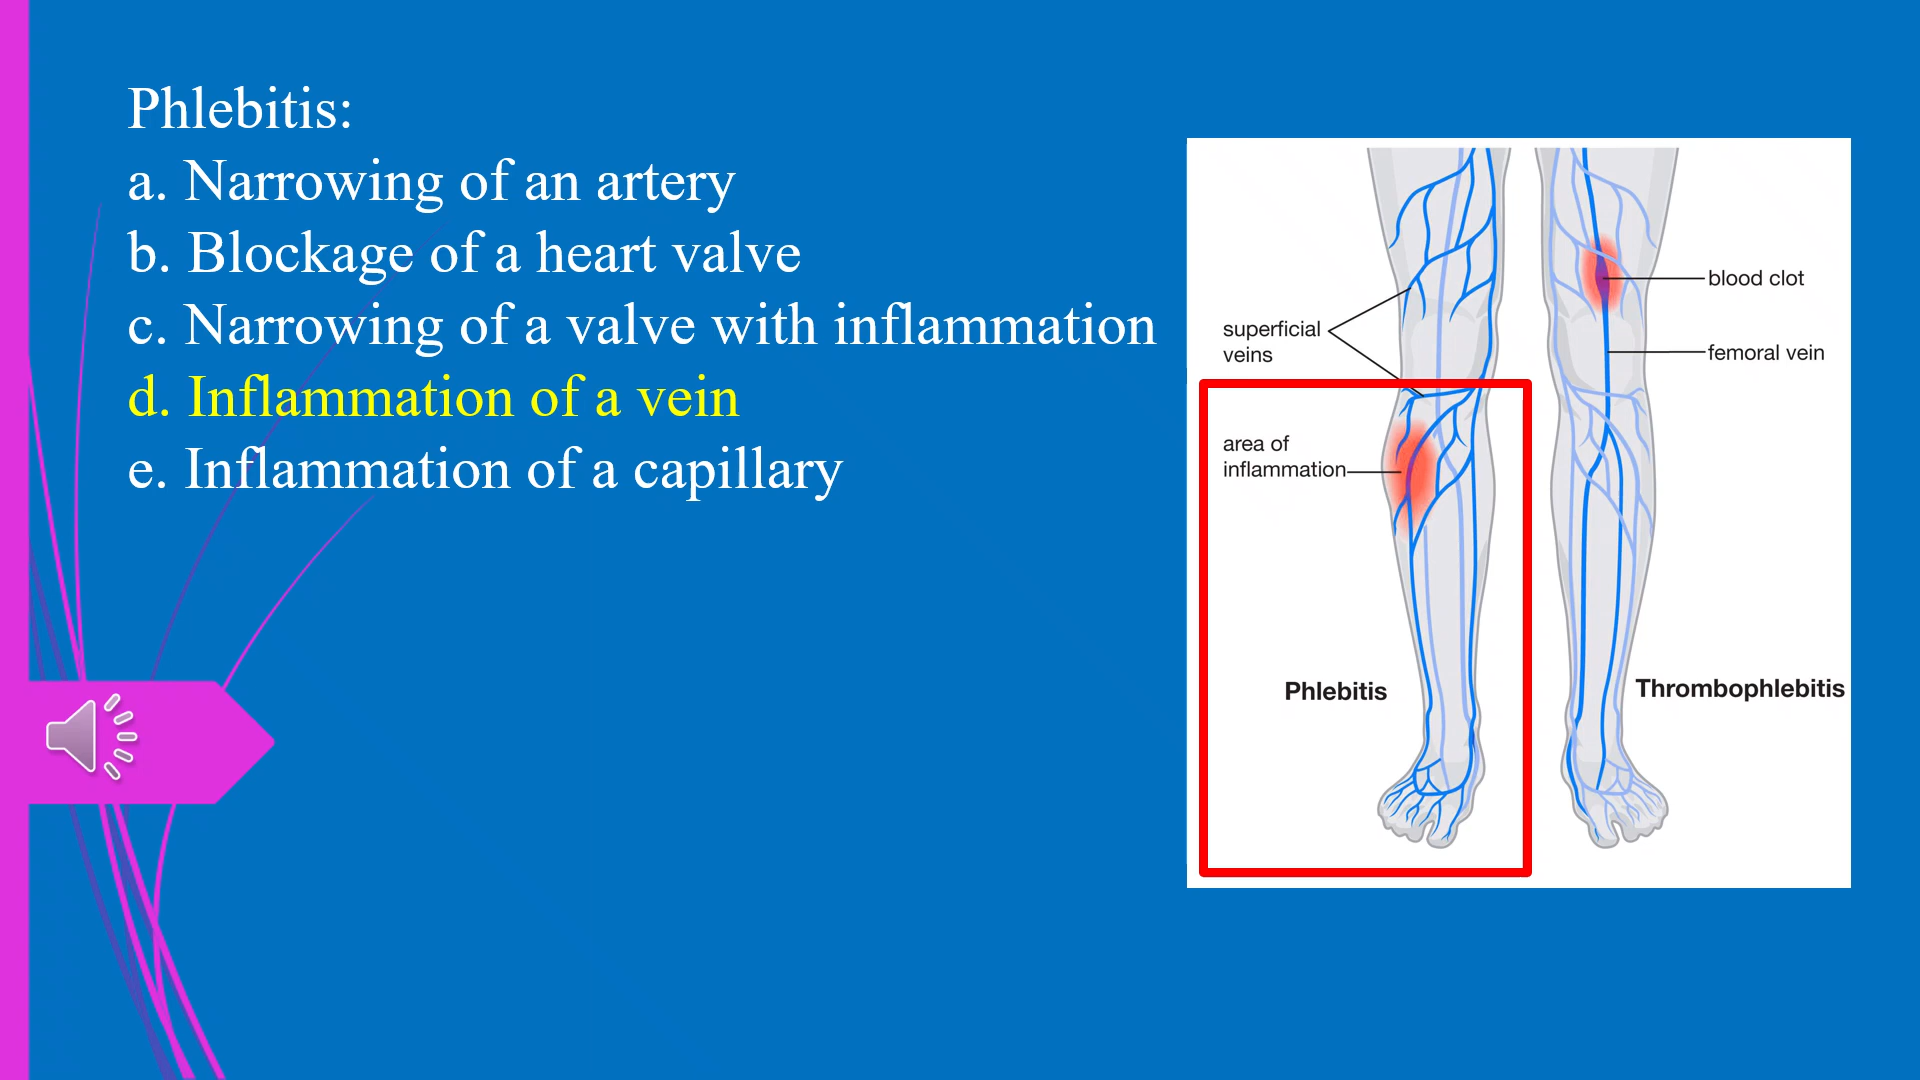 Phlebitis:
a. Narrowing of an artery
b. Blockage of a heart valve
c. Narrowing of a valve with inflammation
d. Inflammation of a vein
e. Inflammation of a capillary
superficial
veins
area of
inflammation
Phlebitis
blood clot
femoral vein
Thrombophlebitis